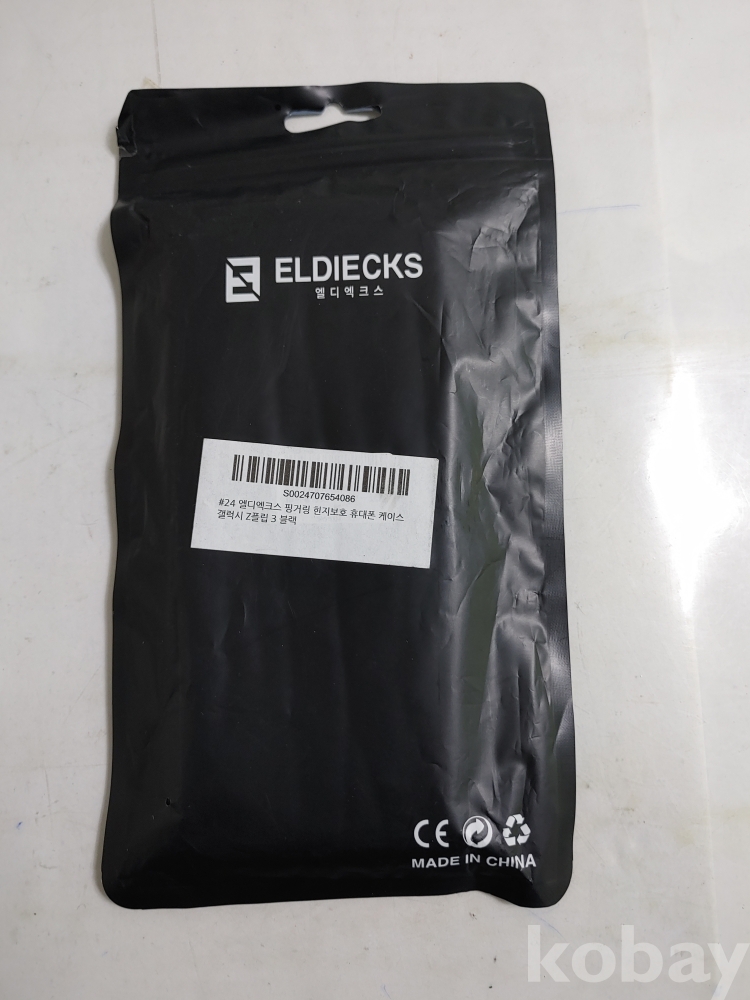 ELDIECKS
엘디엑크스
S0024707654086
#24 엘디엑크스 핑거링 힌지보호 휴대폰 케이스
갤럭시 Z플립 3 블랙
CE
MADE IN CHINA
kobay